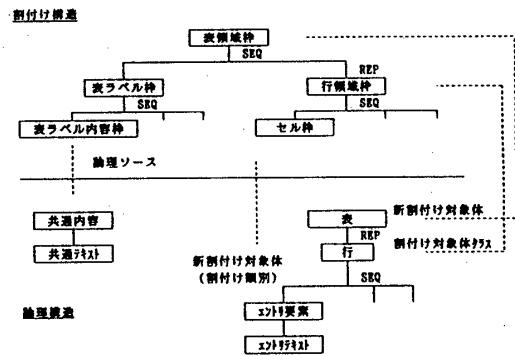 割付け構造
表領域枠
SEQ
REP
表ラベル枠
行領域枠
SEQ
SEQ
表ラベル内容枠
セル枠
論理ソース
共通内容
表
新割付け対象体
REP
共通テキスト
行
割付け対象体クラス
新割付け対象体
(割付け類別)
SEQ
論理構造
エントリ要素
エントリテキスト